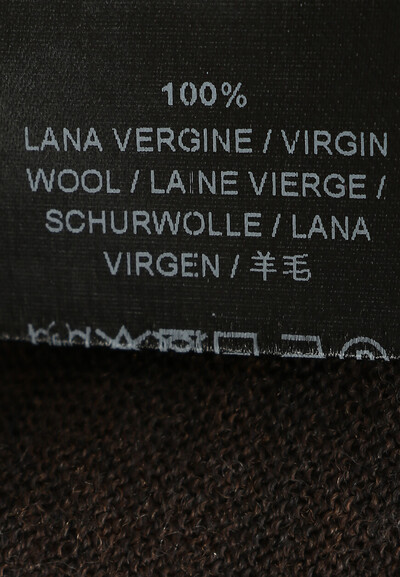 100%
LANA VERGINE / VIRGIN
WOOL / LAINE VIERGE /
SCHURWOLLE / LANA
VIRGEN / 羊毛